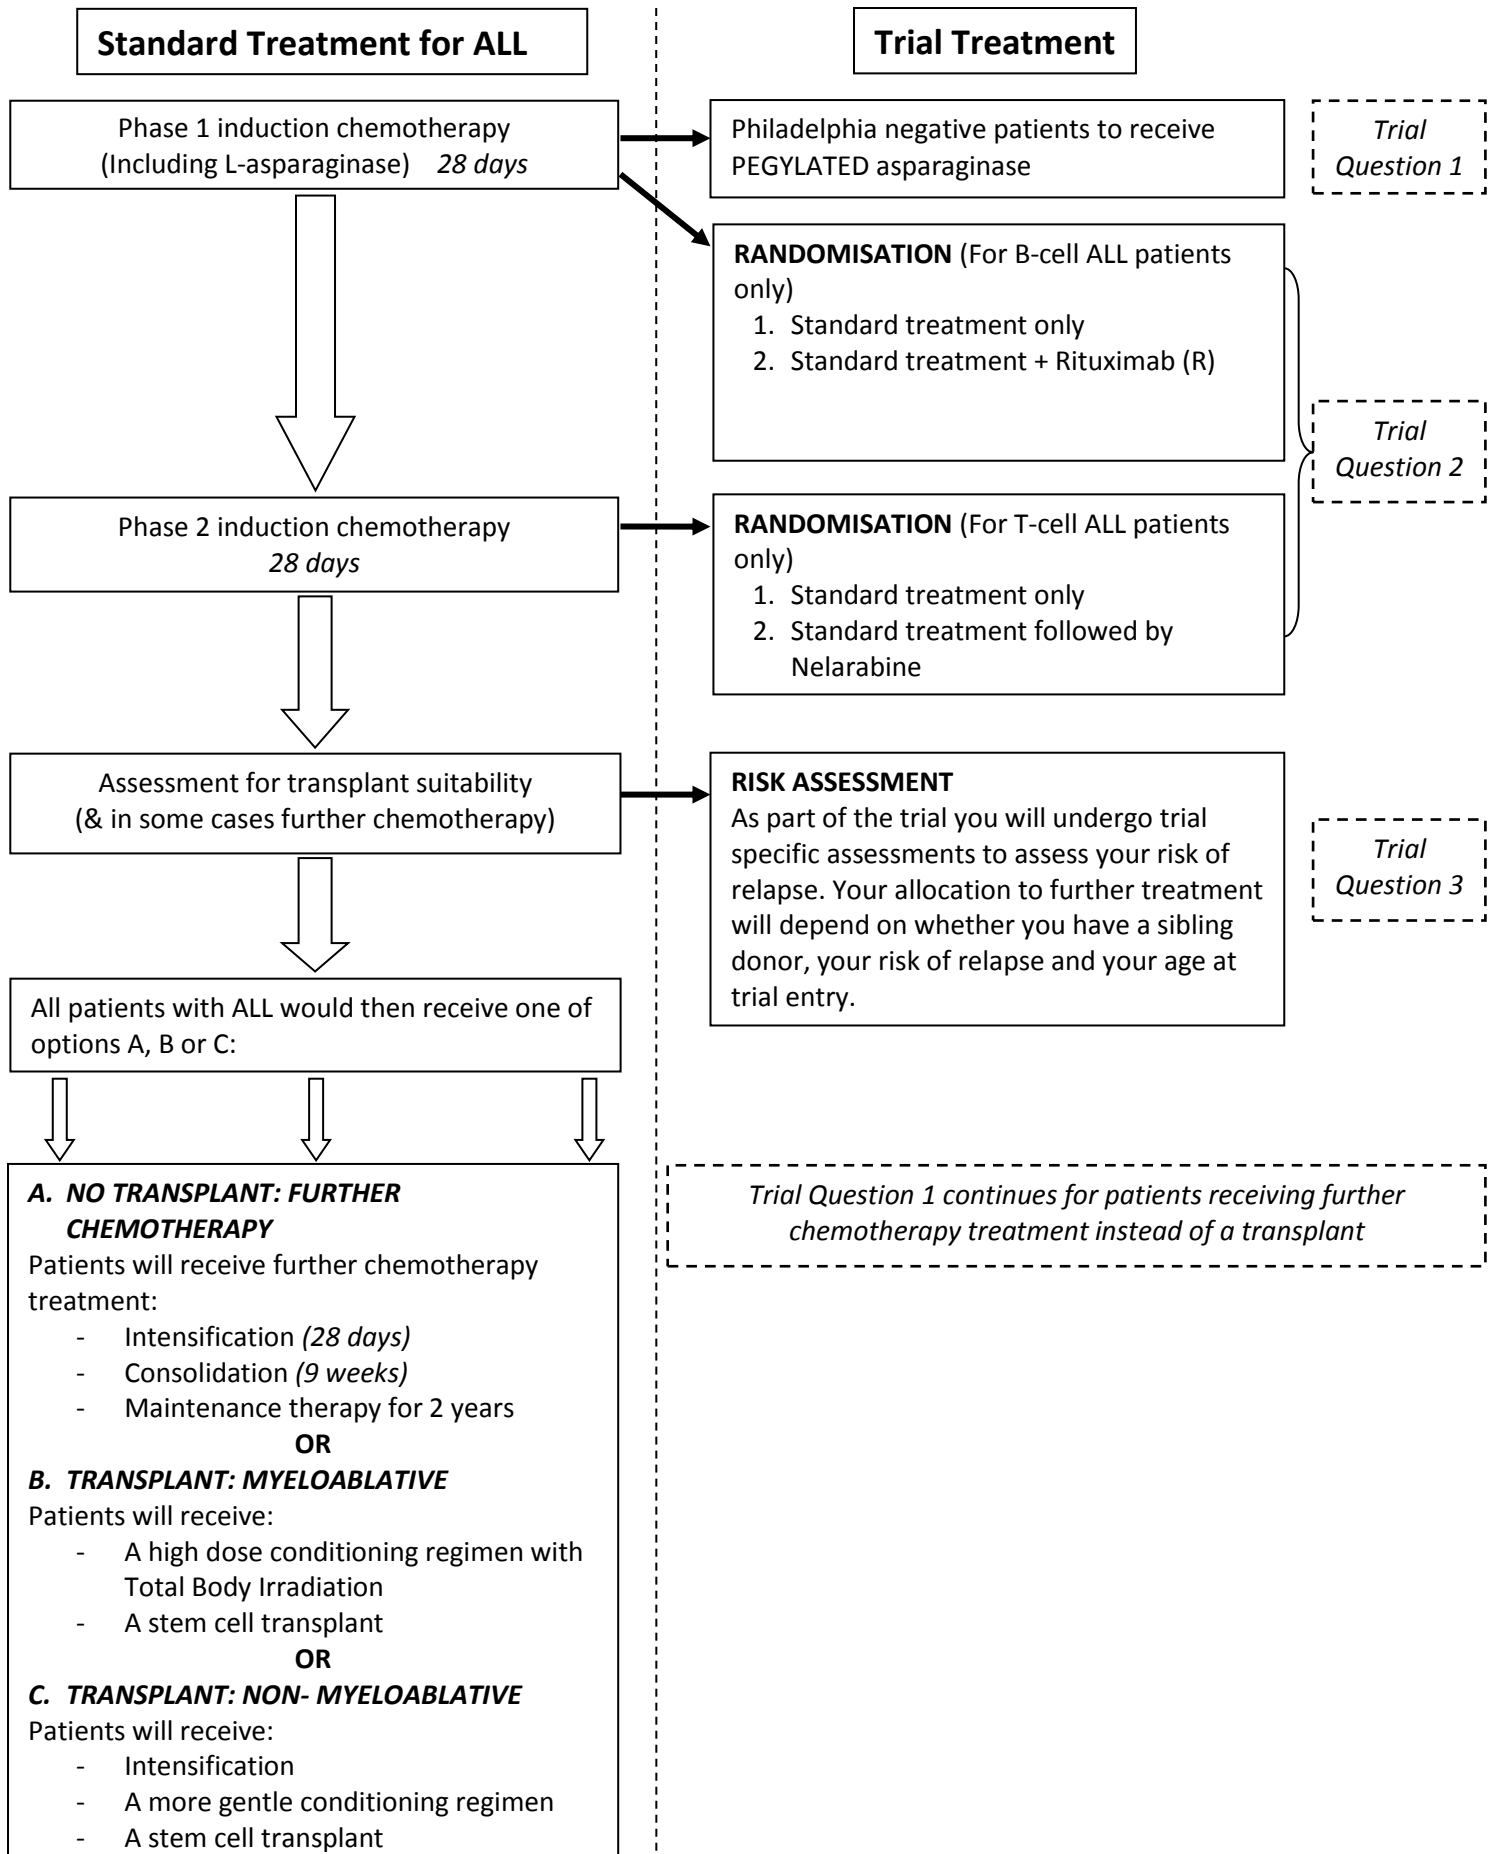 Standard Treatment for ALL
Trial Treatment
Phase 1 induction chemotherapy
(Including L-asparaginase) 28 days
Philadelphia negative patients to receive
PEGYLATED asparaginase
Trial
Question 1
RANDOMISATION (For B-cell ALL patients
only)
1. Standard treatment only
2. Standard treatment + Rituximab (R)
Trial
Question 2
Phase 2 induction chemotherapy
28 days
RANDOMISATION (For T-cell ALL patients
only)
1. Standard treatment only
2. Standard treatment followed by
Nelarabine
Assessment for transplant suitability
(& in some cases further chemotherapy)
RISK ASSESSMENT
As part of the trial you will undergo trial
specific assessments to assess your risk of
relapse. Your allocation to further treatment
will depend on whether you have a sibling
donor, your risk of relapse and your age at
trial entry.
Trial
Question 3
All patients with ALL would then receive one of
options A, B or C:
A. NO TRANSPLANT: FURTHER
CHEMOTHERAPY
Patients will receive further chemotherapy
treatment:
- Intensification (28 days)
- Consolidation (9 weeks)
- Maintenance therapy for 2 years
OR
B. TRANSPLANT: MYELOABLATIVE
Patients will receive:
- A high dose conditioning regimen with
Total Body Irradiation
- A stem cell transplant
OR
C. TRANSPLANT: NON- MYELOABLATIVE
Patients will receive:
- Intensification
- A more gentle conditioning regimen
- A stem cell transplant
Trial Question 1 continues for patients receiving further
chemotherapy treatment instead of a transplant